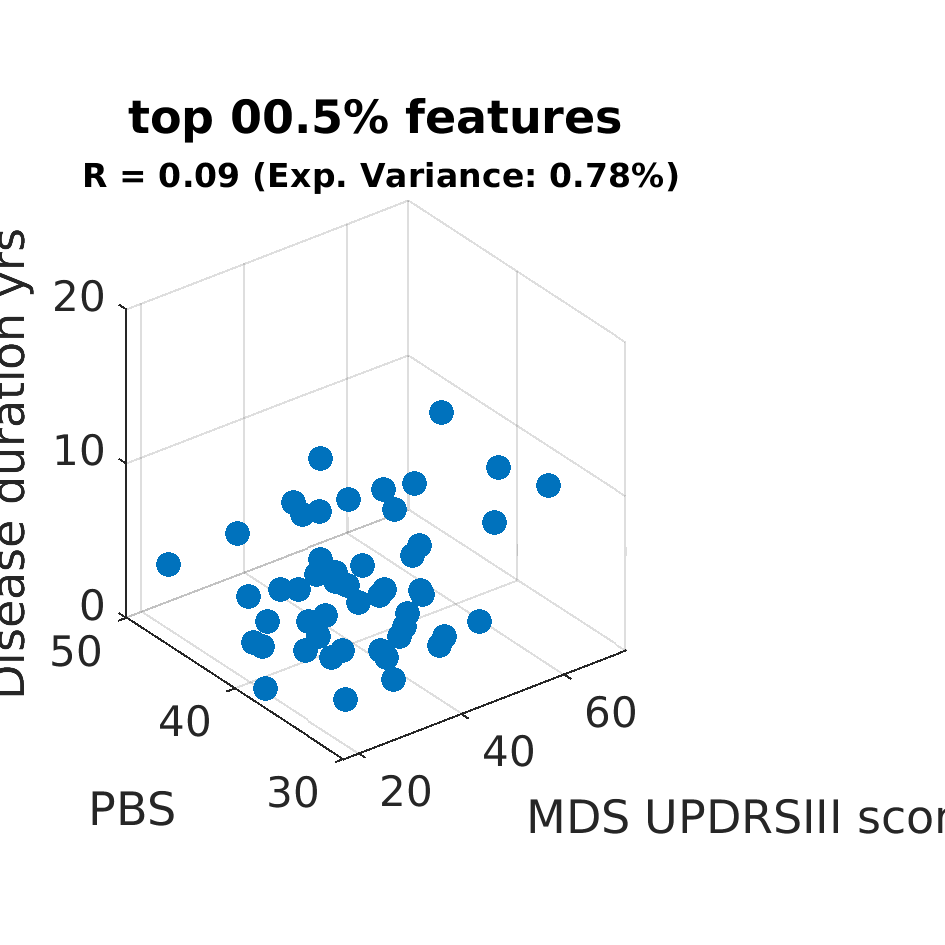 top 00.5% features
R = 0.09 (Exp. Variance: 0.78%)
Disease duration yrs
20
10
0
50
40
30
20
40
60
PBS
MDS UPDRSIII scor